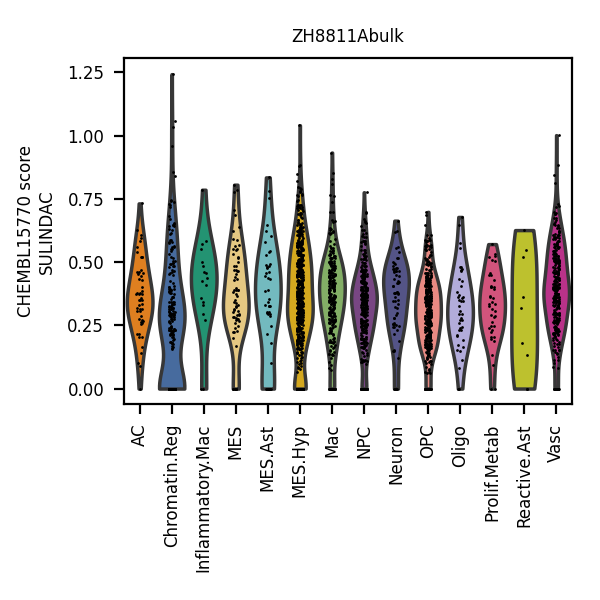 ZH8811Abulk
CHEMBL15770 score
SULINDAC
1.25
1.00
0.75
0.50
0.25
0.00
AC
Chromatin.Reg
Inflammatory.Mac
MES
MES.Ast
MES.Hyp
Mac
NPC
Neuron
OPC
Oligo
Prolif.Metab
Reactive.Ast
Vasc